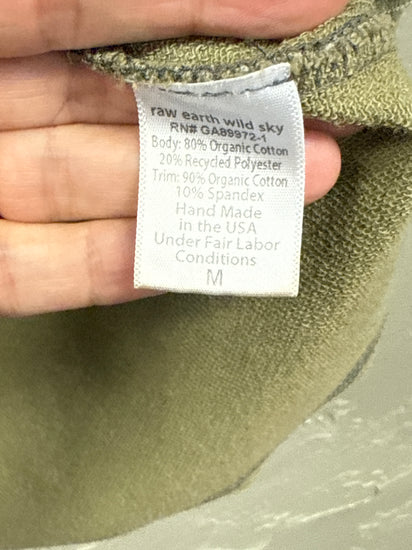 raw earth wild sky
RN# GA89972-1
Body: 80% Organic Cotton
20% Recycled Polyester
Trim: 90% Organic Cotton
10% Spandex
Hand Made
in the USA
Under Fair Labor
Conditions
M